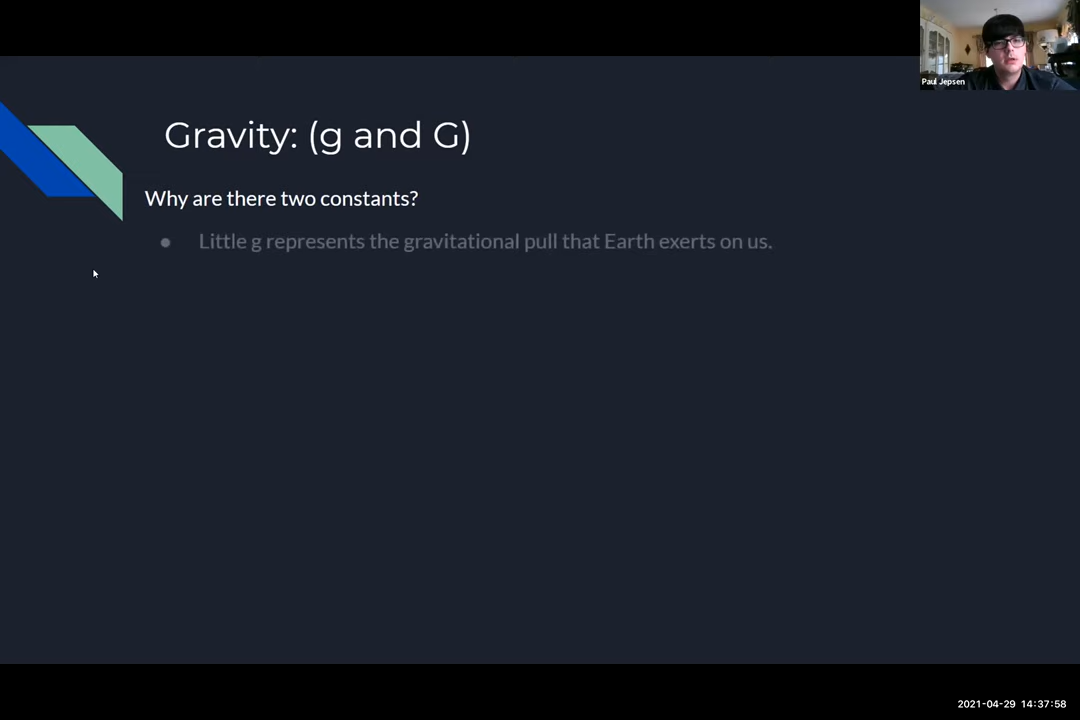 Paul Jepsen
Gravity: (g and G)
Why are there two constants?
● Little g represents the gravitational pull that Earth exerts on us.
2021-04-29 14:37:58